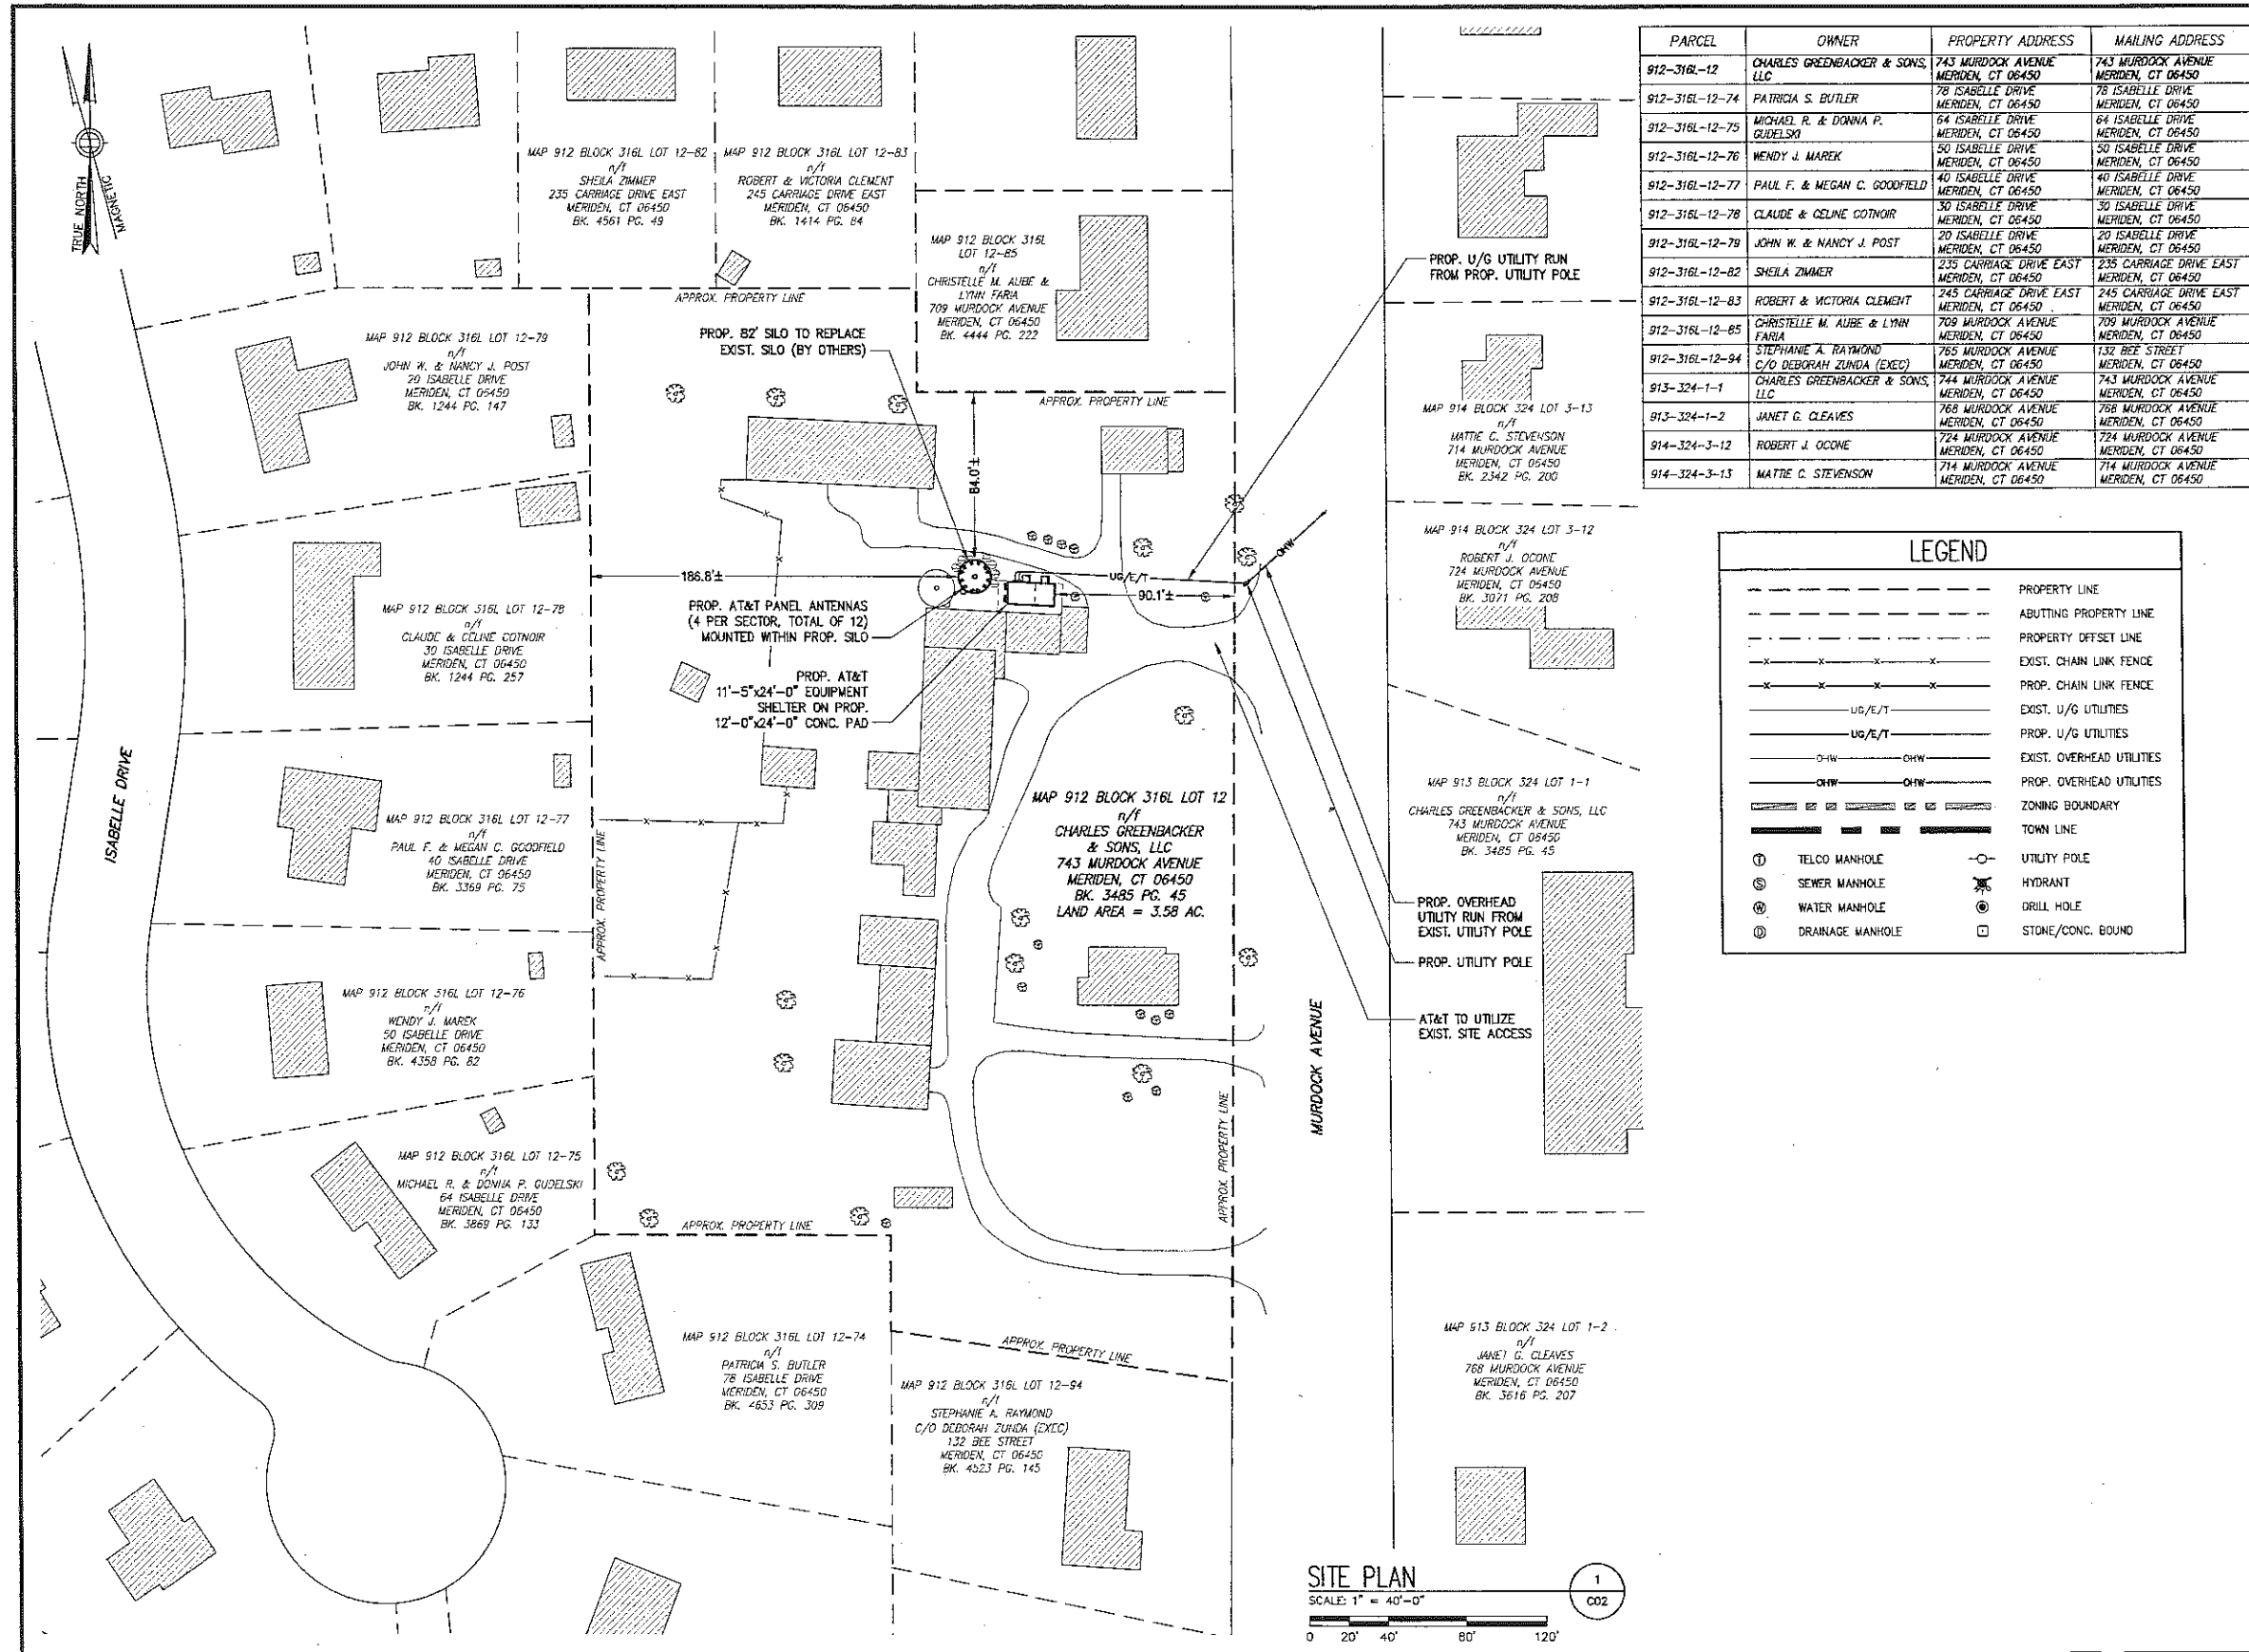 TRUE NORTH
MAGNETIC
MAP 912 BLOCK 316L LOT 12-82
n/f
SHEILA ZIMMER
235 CARRIAGE DRIVE EAST
MERIDEN, CT 06450
BK. 4561 PG. 49
MAP 912 BLOCK 316L LOT 12-83
n/f
ROBERT & VICTORIA CLEMENT
245 CARRIAGE DRIVE EAST
MERIDEN, CT 06450
BK. 1414 PG. 84
MAP 912 BLOCK 316L
LOT 12-85
n/f
CHRISTELLE M. AUBE &
LYNN FARIA
709 MURDOCK AVENUE
MERIDEN, CT 06450
BK. 4444 PG. 222
APPROX. PROPERTY LINE
PROP. 82' SILO TO REPLACE
EXIST. SILO (BY OTHERS)
APPROX. PROPERTY LINE
84.0'±
MAP 912 BLOCK 316L LOT 12-79
n/f
JOHN W. & NANCY J. POST
20 ISABELLE DRIVE
MERIDEN, CT 06450
BK. 1244 PG. 147
PROP. U/G UTILITY RUN
FROM PROP. UTILITY POLE
MAP 914 BLOCK 324 LOT 3-13
n/f
MATTIE C. STEVENSON
714 MURDOCK AVENUE
MERIDEN, CT 06450
BK. 2342 PG. 200
MAP 914 BLOCK 324 LOT 3-12
n/f
ROBERT J. OCONE
724 MURDOCK AVENUE
MERIDEN, CT 06450
BK. 3071 PG. 208
OHW
UG/E/T
186.8'±
90.1'±
PROP. AT&T PANEL ANTENNAS
(4 PER SECTOR, TOTAL OF 12)
MOUNTED WITHIN PROP. SILO
PROP. AT&T
11'-5"x24'-0" EQUIPMENT
SHELTER ON PROP.
12'-0"x24'-0" CONC. PAD
MAP 912 BLOCK 316L LOT 12-78
n/f
CLAUDE & CELINE COTNOIR
30 ISABELLE DRIVE
MERIDEN, CT 06450
BK. 1244 PG. 257
ISABELLE DRIVE
MAP 912 BLOCK 316L LOT 12-77
n/f
PAUL F. & MEGAN C. GOODFIELD
40 ISABELLE DRIVE
MERIDEN, CT 06450
BK. 3369 PG. 75
APPROX. PROPERTY LINE
MAP 912 BLOCK 316L LOT 12
n/f
CHARLES GREENBACKER
& SONS, LLC
743 MURDOCK AVENUE
MERIDEN, CT 06450
BK. 3485 PG. 45
LAND AREA = 3.58 AC.
MAP 913 BLOCK 324 LOT 1-1
n/f
CHARLES GREENBACKER & SONS, LLC
743 MURDOCK AVENUE
MERIDEN, CT 06450
BK. 3485 PG. 45
PROP. OVERHEAD
UTILITY RUN FROM
EXIST. UTILITY POLE
PROP. UTILITY POLE
AT&T TO UTILIZE
EXIST. SITE ACCESS
MURDOCK AVENUE
APPROX. PROPERTY LINE
MAP 912 BLOCK 316L LOT 12-76
n/f
WENDY J. MAREK
50 ISABELLE DRIVE
MERIDEN, CT 06450
BK. 4358 PG. 82
MAP 912 BLOCK 316L LOT 12-75
n/f
MICHAEL R. & DONNA P. GUDELSKI
64 ISABELLE DRIVE
MERIDEN, CT 06450
BK. 3869 PG. 133
APPROX. PROPERTY LINE
MAP 912 BLOCK 316L LOT 12-74
n/f
PATRICIA S. BUTLER
78 ISABELLE DRIVE
MERIDEN, CT 06450
BK. 4653 PG. 309
APPROX. PROPERTY LINE
MAP 912 BLOCK 316L LOT 12-94
n/f
STEPHANIE A. RAYMOND
C/O DEBORAH ZUNDA (EXEC)
132 BEE STREET
MERIDEN, CT 06450
BK. 4523 PG. 145
MAP 913 BLOCK 324 LOT 1-2
n/f
JANET G. CLEAVES
768 MURDOCK AVENUE
MERIDEN, CT 06450
BK. 3616 PG. 207
PARCEL OWNER PROPERTY ADDRESS MAILING ADDRESS
912-316L-12 CHARLES GREENBACKER & SONS, LLC 743 MURDOCK AVENUE MERIDEN, CT 06450 743 MURDOCK AVENUE MERIDEN, CT 06450
912-316L-12-74 PATRICIA S. BUTLER 78 ISABELLE DRIVE MERIDEN, CT 06450 78 ISABELLE DRIVE MERIDEN, CT 06450
912-316L-12-75 MICHAEL R. & DONNA P. GUDELSKI 64 ISABELLE DRIVE MERIDEN, CT 06450 64 ISABELLE DRIVE MERIDEN, CT 06450
912-316L-12-76 WENDY J. MAREK 50 ISABELLE DRIVE MERIDEN, CT 06450 50 ISABELLE DRIVE MERIDEN, CT 06450
912-316L-12-77 PAUL F. & MEGAN C. GOODFIELD 40 ISABELLE DRIVE MERIDEN, CT 06450 40 ISABELLE DRIVE MERIDEN, CT 06450
912-316L-12-78 CLAUDE & CELINE COTNOIR 30 ISABELLE DRIVE MERIDEN, CT 06450 30 ISABELLE DRIVE MERIDEN, CT 06450
912-316L-12-79 JOHN W. & NANCY J. POST 20 ISABELLE DRIVE MERIDEN, CT 06450 20 ISABELLE DRIVE MERIDEN, CT 06450
912-316L-12-82 SHEILA ZIMMER 235 CARRIAGE DRIVE EAST MERIDEN, CT 06450 235 CARRIAGE DRIVE EAST MERIDEN, CT 06450
912-316L-12-83 ROBERT & VICTORIA CLEMENT 245 CARRIAGE DRIVE EAST MERIDEN, CT 06450 245 CARRIAGE DRIVE EAST MERIDEN, CT 06450
912-316L-12-85 CHRISTELLE M. AUBE & LYNN FARIA 709 MURDOCK AVENUE MERIDEN, CT 06450 709 MURDOCK AVENUE MERIDEN, CT 06450
912-316L-12-94 STEPHANIE A. RAYMOND C/O DEBORAH ZUNDA (EXEC) 765 MURDOCK AVENUE MERIDEN, CT 06450 132 BEE STREET MERIDEN, CT 06450
913-324-1-1 CHARLES GREENBACKER & SONS, LLC 744 MURDOCK AVENUE MERIDEN, CT 06450 743 MURDOCK AVENUE MERIDEN, CT 06450
913-324-1-2 JANET G. CLEAVES 768 MURDOCK AVENUE MERIDEN, CT 06450 768 MURDOCK AVENUE MERIDEN, CT 06450
914-324-3-12 ROBERT J. OCONE 724 MURDOCK AVENUE MERIDEN, CT 06450 724 MURDOCK AVENUE MERIDEN, CT 06450
914-324-3-13 MATTIE C. STEVENSON 714 MURDOCK AVENUE MERIDEN, CT 06450 714 MURDOCK AVENUE MERIDEN, CT 06450
LEGEND
PROPERTY LINE
ABUTTING PROPERTY LINE
PROPERTY OFFSET LINE
EXIST. CHAIN LINK FENCE
PROP. CHAIN LINK FENCE
UG/E/T EXIST. U/G UTILITIES
UG/E/T PROP. U/G UTILITIES
OHW OHW EXIST. OVERHEAD UTILITIES
OHW OHW PROP. OVERHEAD UTILITIES
ZONING BOUNDARY
TOWN LINE
T TELCO MANHOLE UTILITY POLE
S SEWER MANHOLE HYDRANT
W WATER MANHOLE DRILL HOLE
D DRAINAGE MANHOLE STONE/CONC. BOUND
SITE PLAN
SCALE: 1" = 40'-0"
1
C02
0 20' 40' 80' 120'